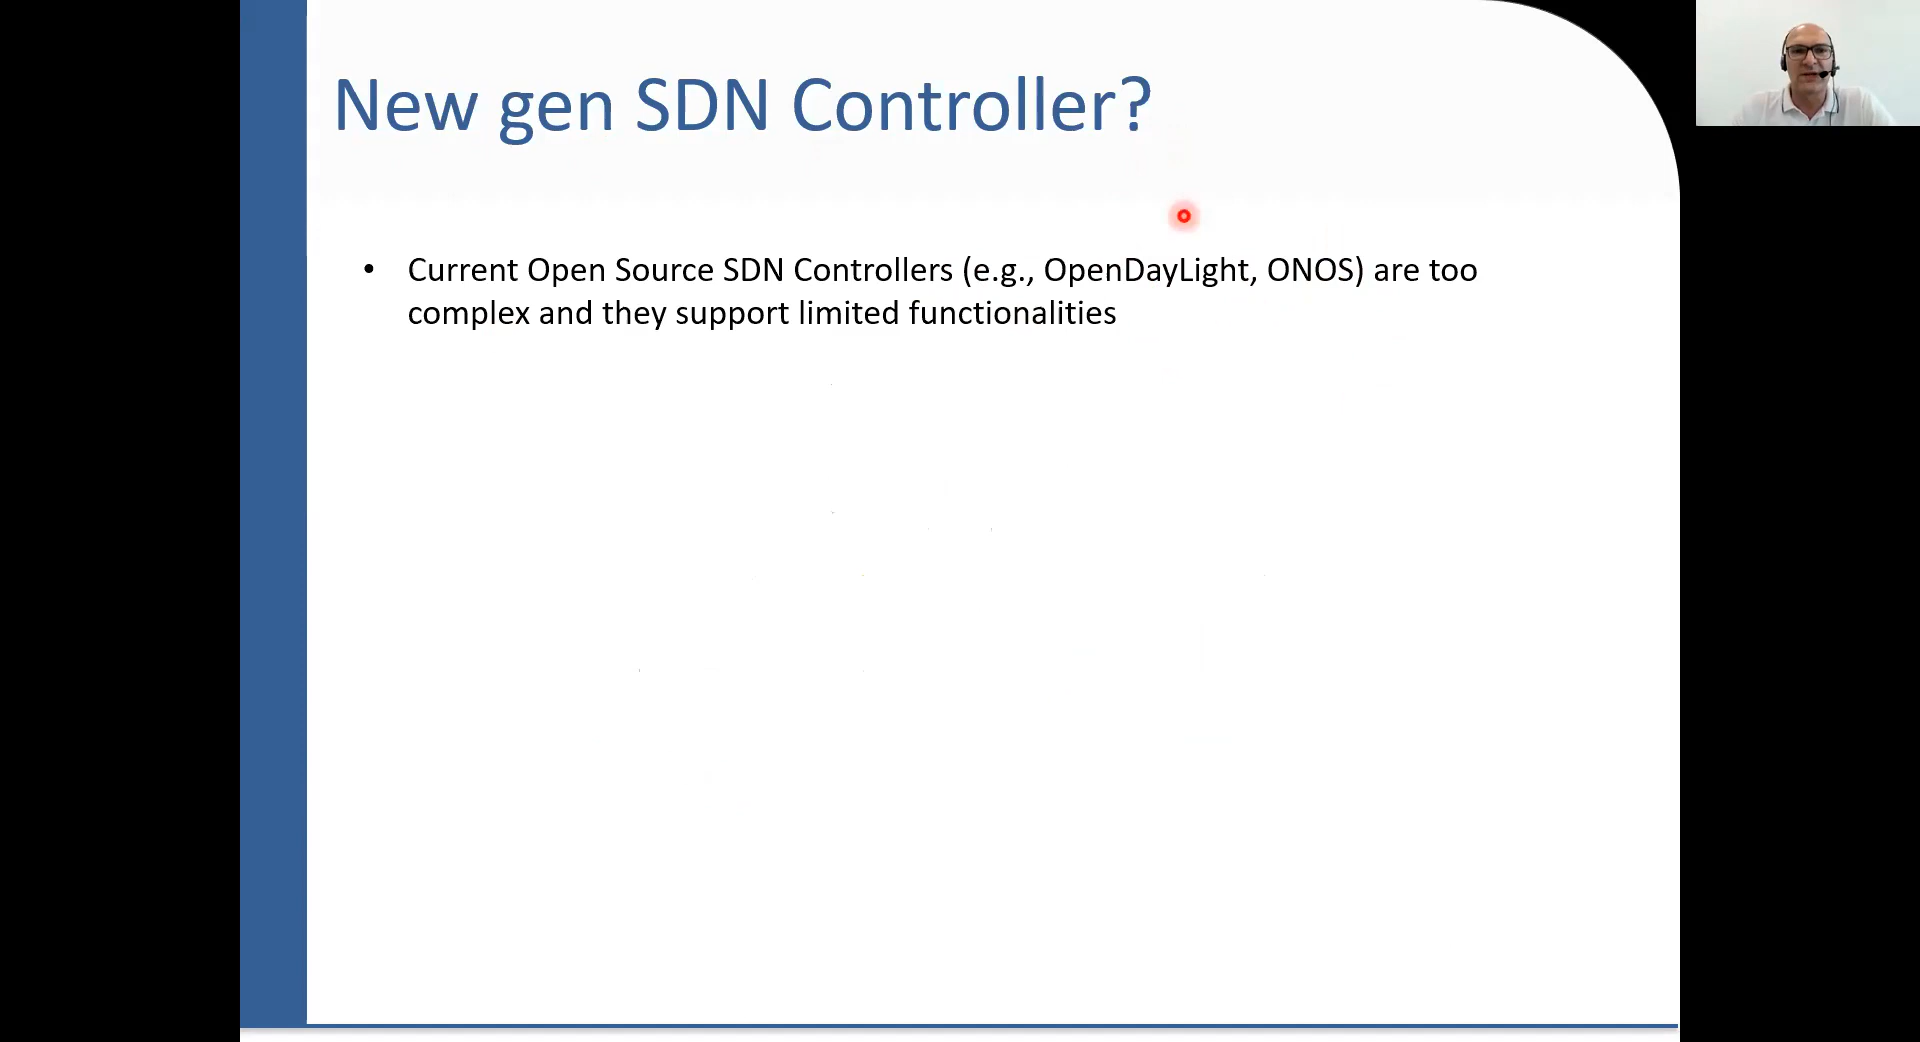 New gen SDN Controller?
• Current Open Source SDN Controllers (e.g., OpenDayLight, ONOS) are too
complex and they support limited functionalities